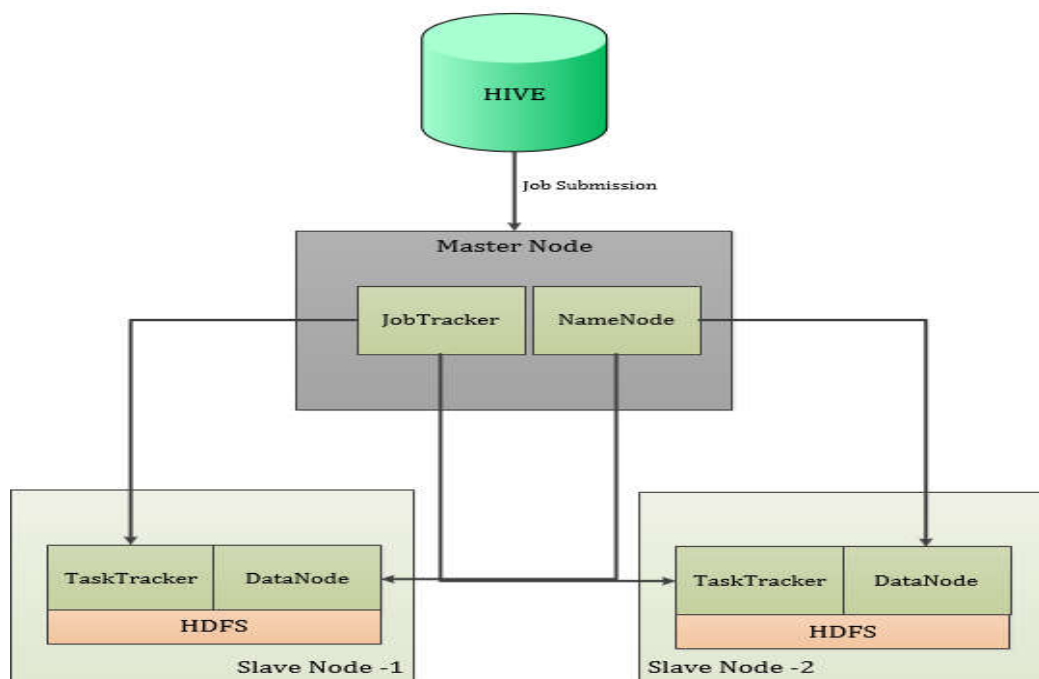 HIVE
Job Submission
Master Node
JobTracker
NameNode
TaskTracker
DataNode
HDFS
Slave Node -1
TaskTracker
DataNode
HDFS
Slave Node -2